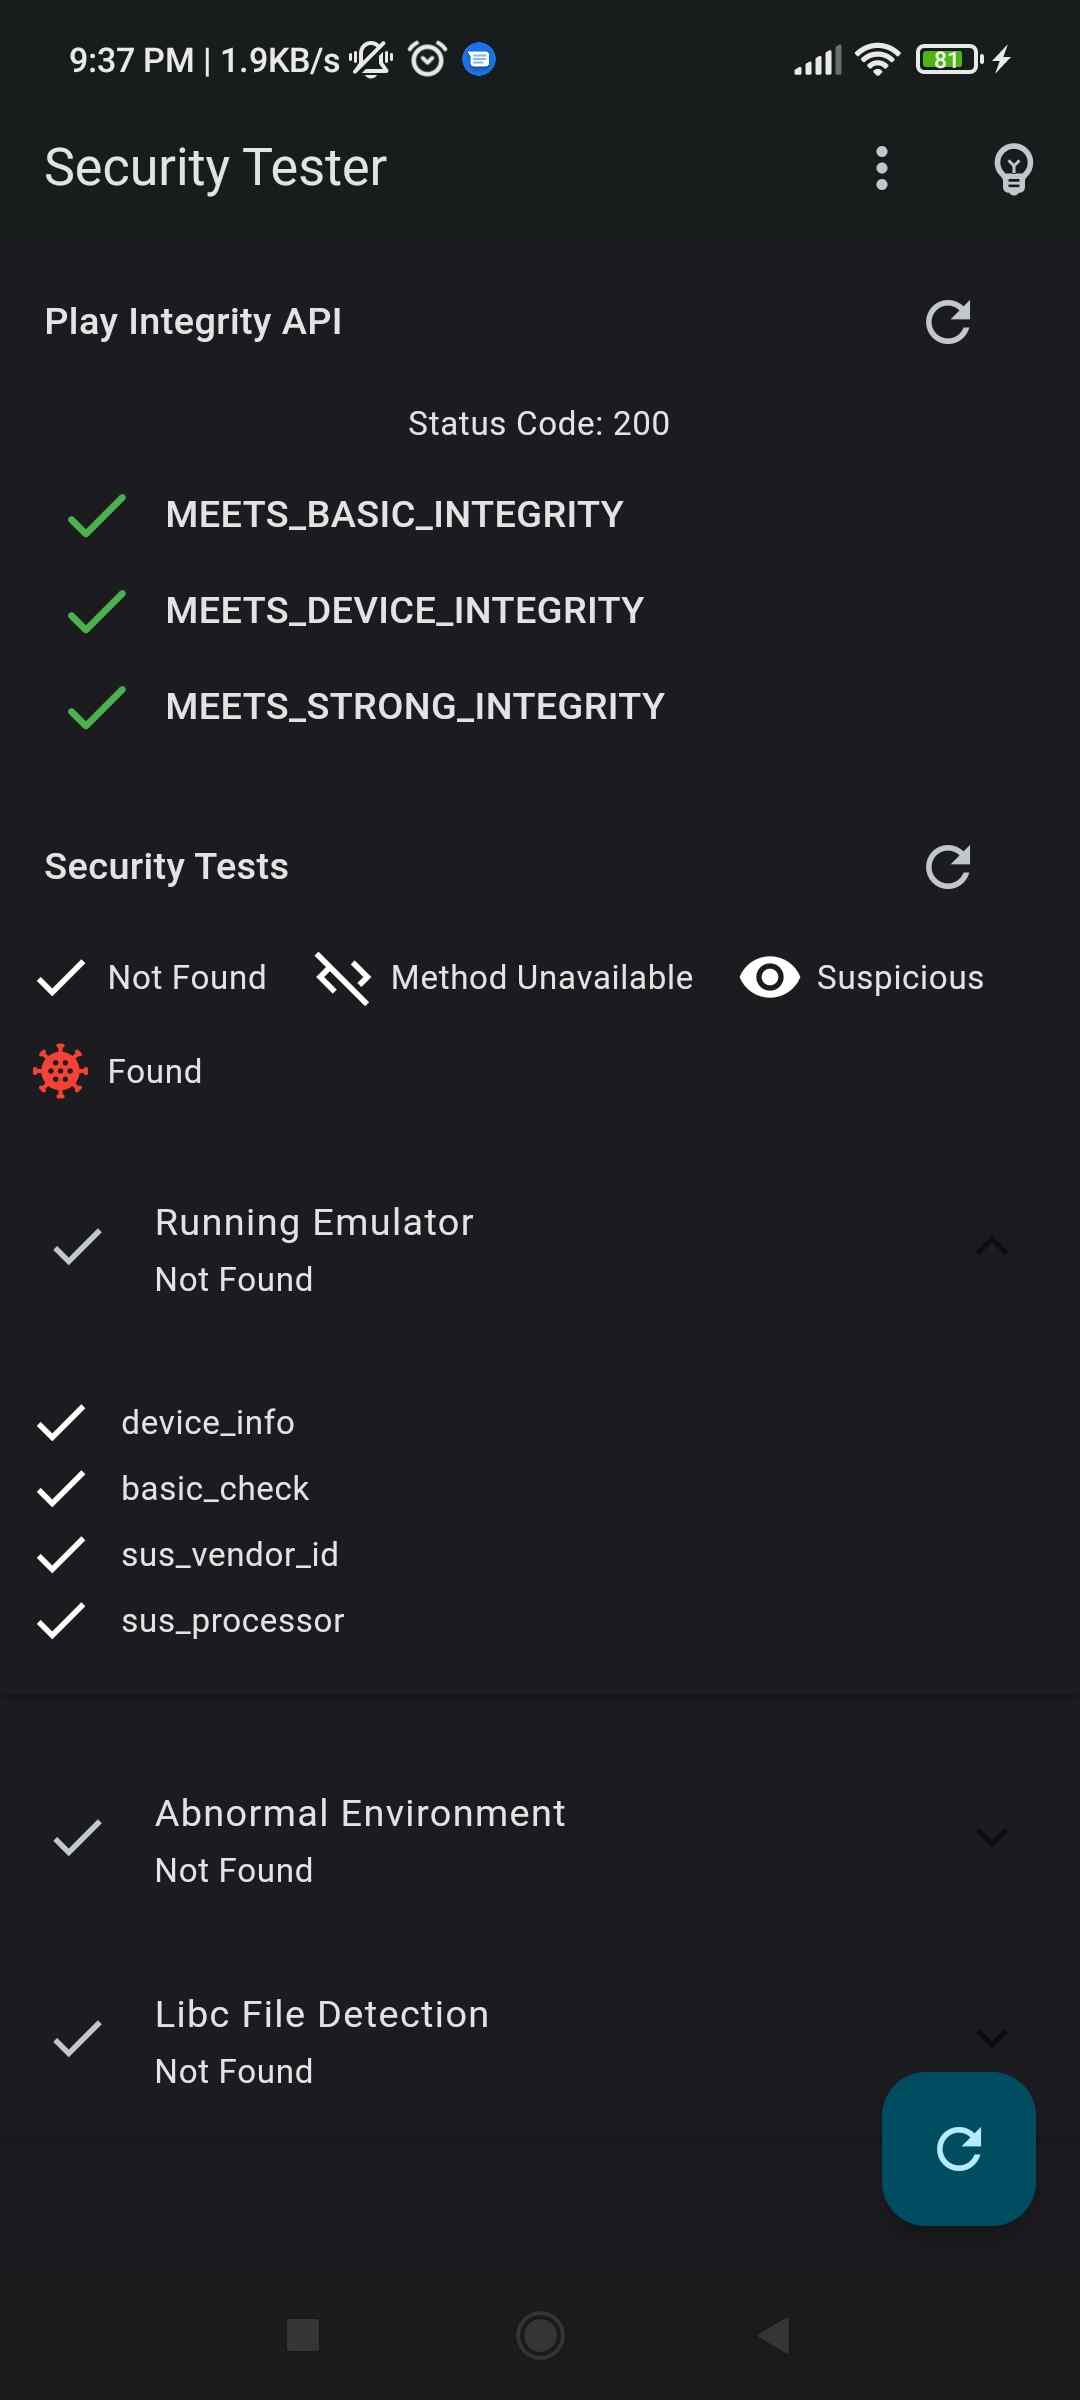 9:37 PM | 1.9KB/s 81
Security Tester
Play Integrity API
Status Code: 200
MEETS_BASIC_INTEGRITY
MEETS_DEVICE_INTEGRITY
MEETS_STRONG_INTEGRITY
Security Tests
Not Found Method Unavailable Suspicious
Found
Running Emulator
Not Found
device_info
basic_check
sus_vendor_id
sus_processor
Abnormal Environment
Not Found
Libc File Detection
Not Found